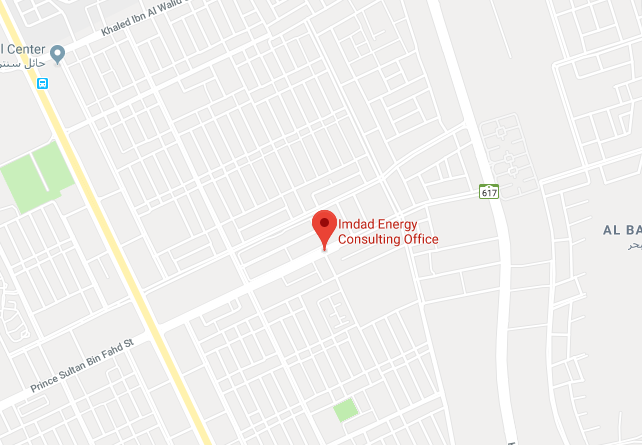 Khaled Ibn Al Walid
l Center
حائل سنتر
617
Imdad Energy
Consulting Office
AL BA
بحر
Prince Sultan Bin Fahd St